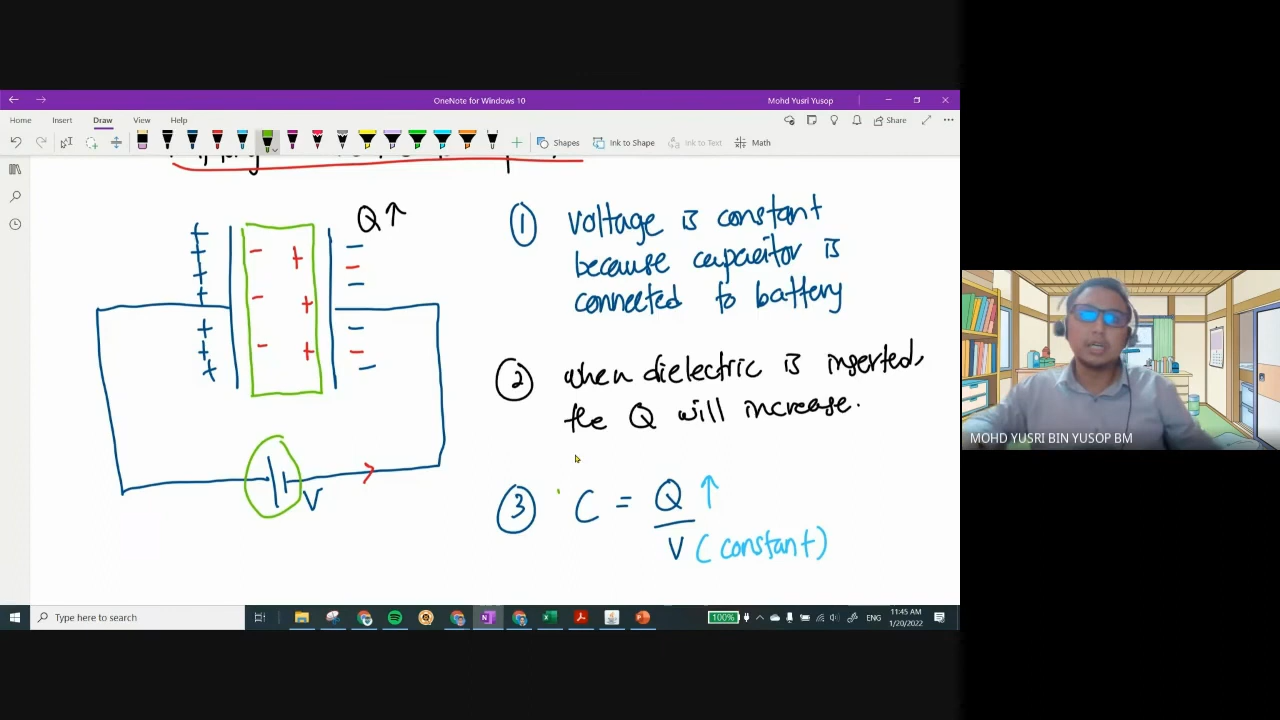 OneNote for Windows 10
Mohd Yusri Yusop
Home
Insert
Draw
View
Help
Share
Shapes
Ink to Shape
Ink to Text
Math
Q↑
① voltage is constant
because capacitor is
connected to battery
② when dielectric is inserted,
the Q will increase.
③ C = Q ↑
V (constant)
+
+
+
+
+
+
+
- +
- +
- +
-
-
-
-
-
-
V
MOHD YUSRI BIN YUSOP BM
Type here to search
100%
ENG
11:45 AM
1/20/2022